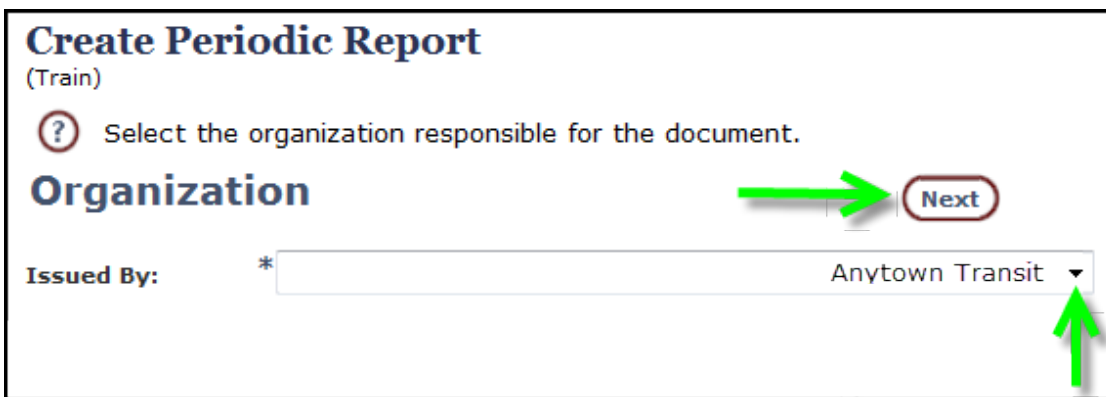 Create Periodic Report
(Train)
? Select the organization responsible for the document.
Organization Next
Issued By: * Anytown Transit